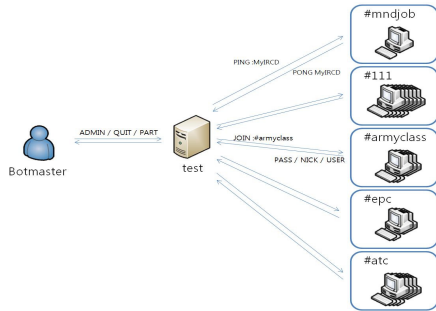 #mndjob
PING :MyIRCD
PONG MyIRCD
#111
ADMIN / QUIT / PART
JOIN :#armyclass
#armyclass
PASS / NICK / USER
Botmaster
test
#epc
#atc